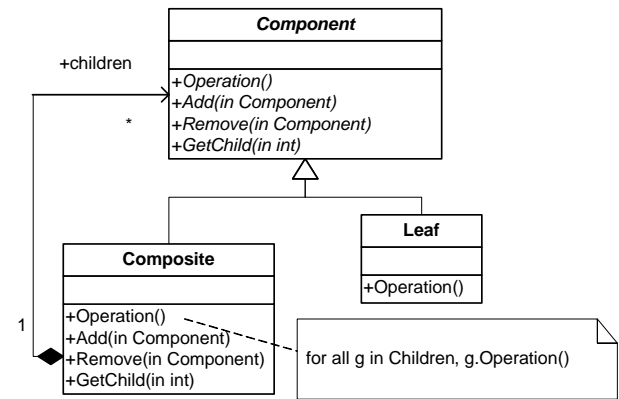 Component
+children
+Operation()
+Add(in Component)
*
+Remove(in Component)
+GetChild(in int)
Leaf
+Operation()
Composite
+Operation()
+Add(in Component)
1
+Remove(in Component)
+GetChild(in int)
for all g in Children, g.Operation()